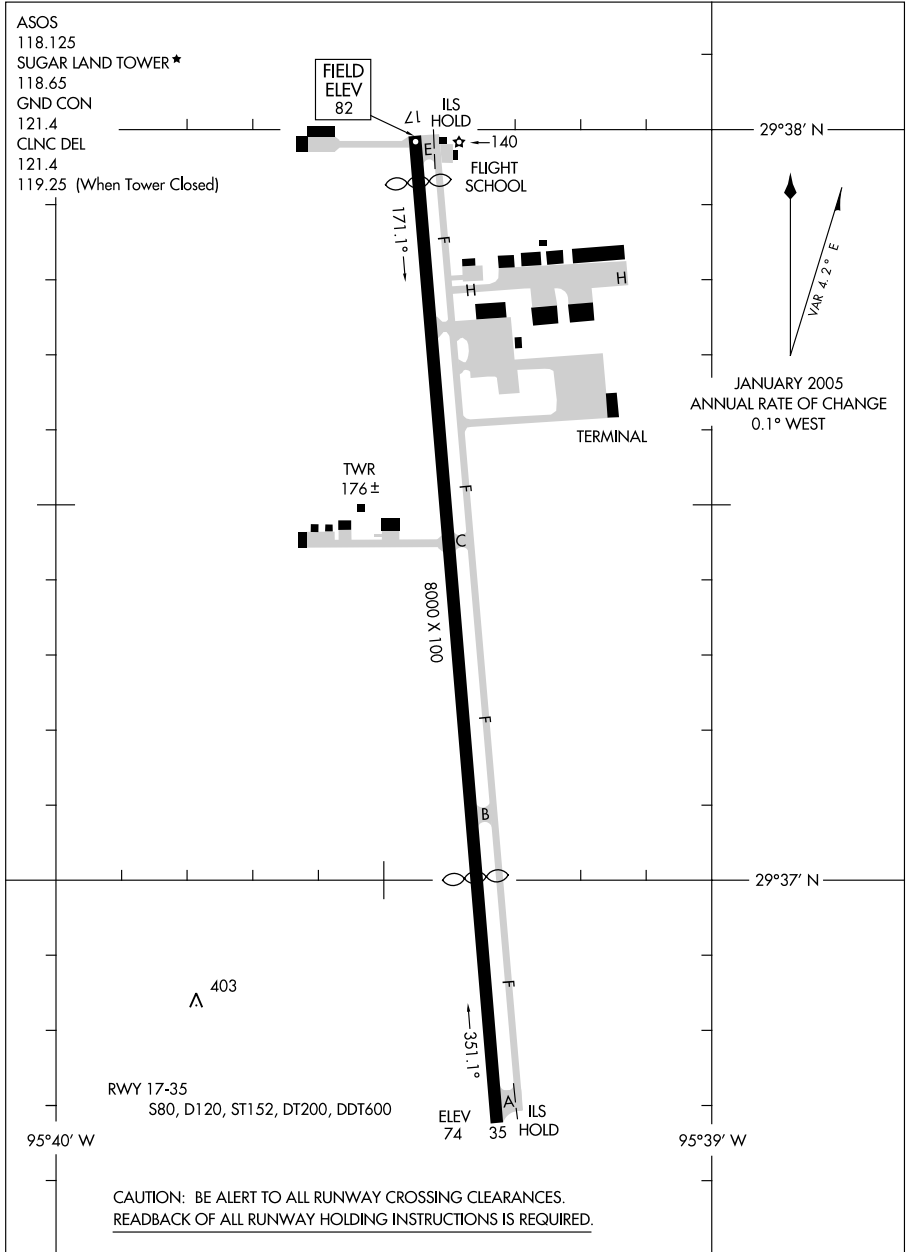 ASOS
118.125
SUGAR LAND TOWER★
118.65
GND CON
121.4
CLNC DEL
121.4
119.25 (When Tower Closed)
FIELD
ELEV
82
17
ILS
HOLD
140
29°38' N
E
FLIGHT
SCHOOL
171.1°
F
H
H
VAR 4.2° E
JANUARY 2005
ANNUAL RATE OF CHANGE
0.1° WEST
TERMINAL
TWR
176±
F
C
8000 X 100
F
B
29°37' N
403
F
351.1°
RWY 17-35
S80, D120, ST152, DT200, DDT600
A
ELEV
74
35
ILS
HOLD
95°40' W
95°39' W
CAUTION: BE ALERT TO ALL RUNWAY CROSSING CLEARANCES.
READBACK OF ALL RUNWAY HOLDING INSTRUCTIONS IS REQUIRED.